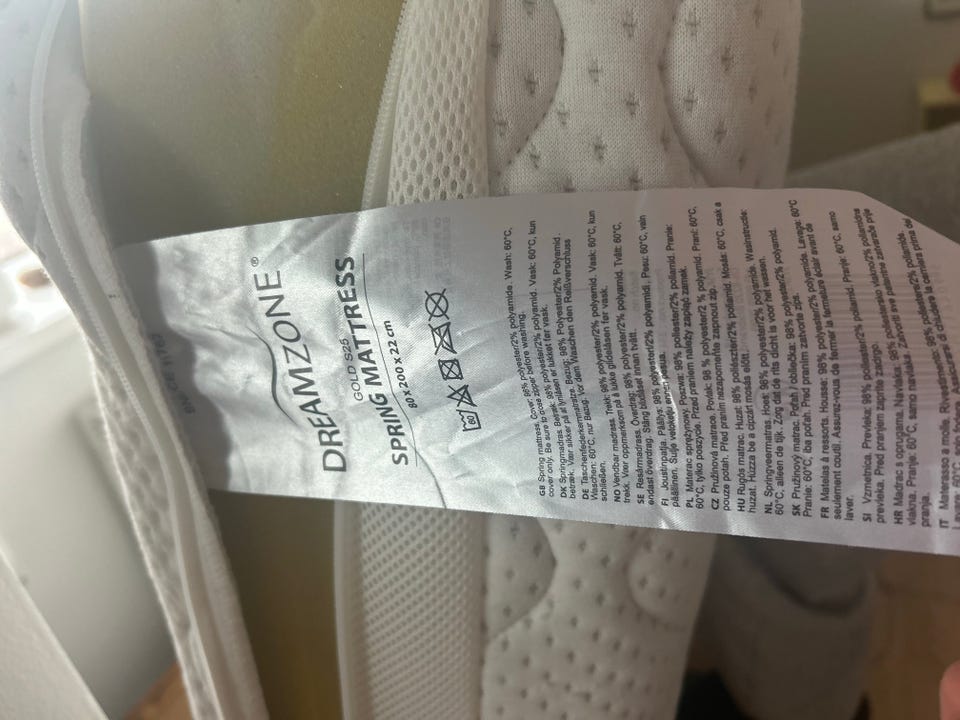 DREAMZONE®
GOLD S25
SPRING MATTRESS
80 x 200 x 22 cm
60
GB Spring mattress. Cover: 98% polyester/2% polyamide. Wash: 60°C,
cover only. Be sure to close zipper before washing.
DK Springmadras. Betræk: 98% polyester/2% polyamid. Vask: 60°C, kun
betræk. Vær sikker på at lynlåsen er lukket før vask.
DE Taschenfederkernmatratze. Bezug: 98% Polyester/2% Polyamid.
Waschen: 60°C, nur Bezug. Vor dem Waschen den Reißverschluss
schließen.
NO Vendbar madrass. Trekk: 98% polyester/2% polyamid. Vask: 60°C, kun
trekk. Vær oppmerksom på å lukke glidelåsen før vask.
SE Resårmadrass. Överdrag: 98% polyester/2% polyamid. Tvätt: 60°C,
endast överdrag. Stäng blixtlåset innan tvätt.
FI Joustinpatja. Päällys: 98% polyesteri/2% polyamidi. Pesu: 60°C, vain
päällinen. Sulje vetoketju ennen pesua.
PL Materac sprężynowy. Poszwa: 98% poliester/2% poliamid. Pranie:
60°C, tylko poszycie. Przed praniem należy zapiąć zamek.
CZ Pružinová matrace. Povlak: 98 % polyester/2 % polyamid. Praní: 60°C,
pouze potah. Před praním nezapomeňte zapnout zip.
HU Rugós matrac. Huzat: 98% poliészter/2% poliamid. Mosás: 60°C, csak a
huzat. Húzza be a cipzárt mosás előtt.
NL Springveermatras. Hoes: 98% polyester/2% polyamide. Wasinstructie:
60°C, alleen de tijk. Zorg dat de rits dicht is voor het wassen.
SK Pružinový matrac. Poťah / obliečka: 98% polyester/2% polyamid.
Pranie: 60°C, iba poťah. Pred praním zatvorte zips.
FR Matelas à ressorts. Housse: 98% polyester/2% polyamide. Lavage: 60°C
seulement coutil. Assurez-vous de fermer la fermeture éclair avant de
laver.
SI Vzmetnica. Prevleka: 98% poliester/2% poliamid. Pranje: 60°C, samo
prevleka. Pred pranjem zaprite zadrgo.
HR Madrac s oprugama. Navlaka: 98% poliestersko vlakno/2% poliamidna
vlakna. Pranje: 60°C, samo navlaka. Zatvoriti sve patentne zatvarače prije
pranja.
IT Materasso a molle. Rivestimento: 98% poliestere/2% poliammide.
Lavare: 60°C, solo fodera. Assicurare di chiudere la cerniera prima del